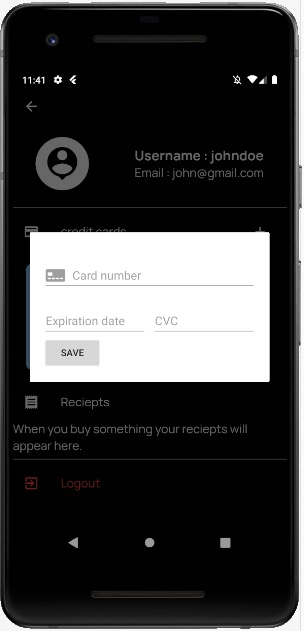 11:41
Username : johndoe
Email : john@gmail.com
credit cards
Card number
Expiration date CVC
SAVE
Reciepts
When you buy something your reciepts will
appear here.
Logout